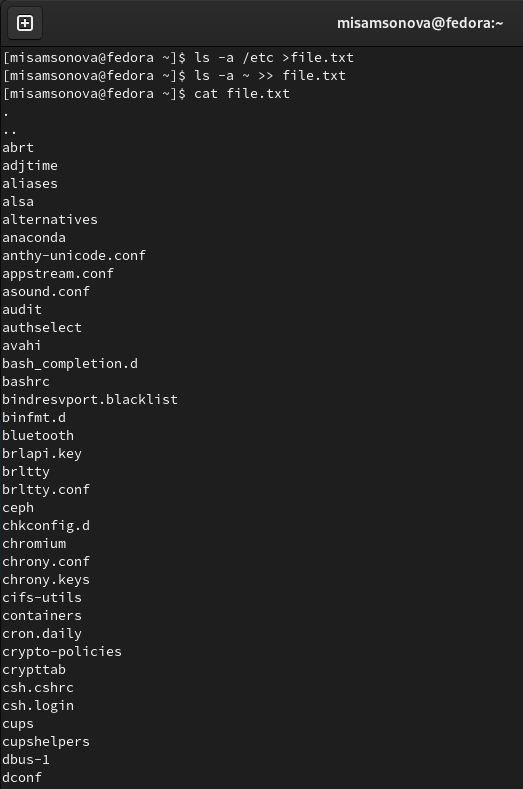 misamsonova@fedora:~
[misamsonova@fedora ~]$ ls -a /etc >file.txt
[misamsonova@fedora ~]$ ls -a ~ >> file.txt
[misamsonova@fedora ~]$ cat file.txt
.
..
abrt
adjtime
aliases
alsa
alternatives
anaconda
anthy-unicode.conf
appstream.conf
asound.conf
audit
authselect
avahi
bash_completion.d
bashrc
bindresvport.blacklist
binfmt.d
bluetooth
brlapi.key
brltty
brltty.conf
ceph
chkconfig.d
chromium
chrony.conf
chrony.keys
cifs-utils
containers
cron.daily
crypto-policies
crypttab
csh.cshrc
csh.login
cups
cupshelpers
dbus-1
dconf